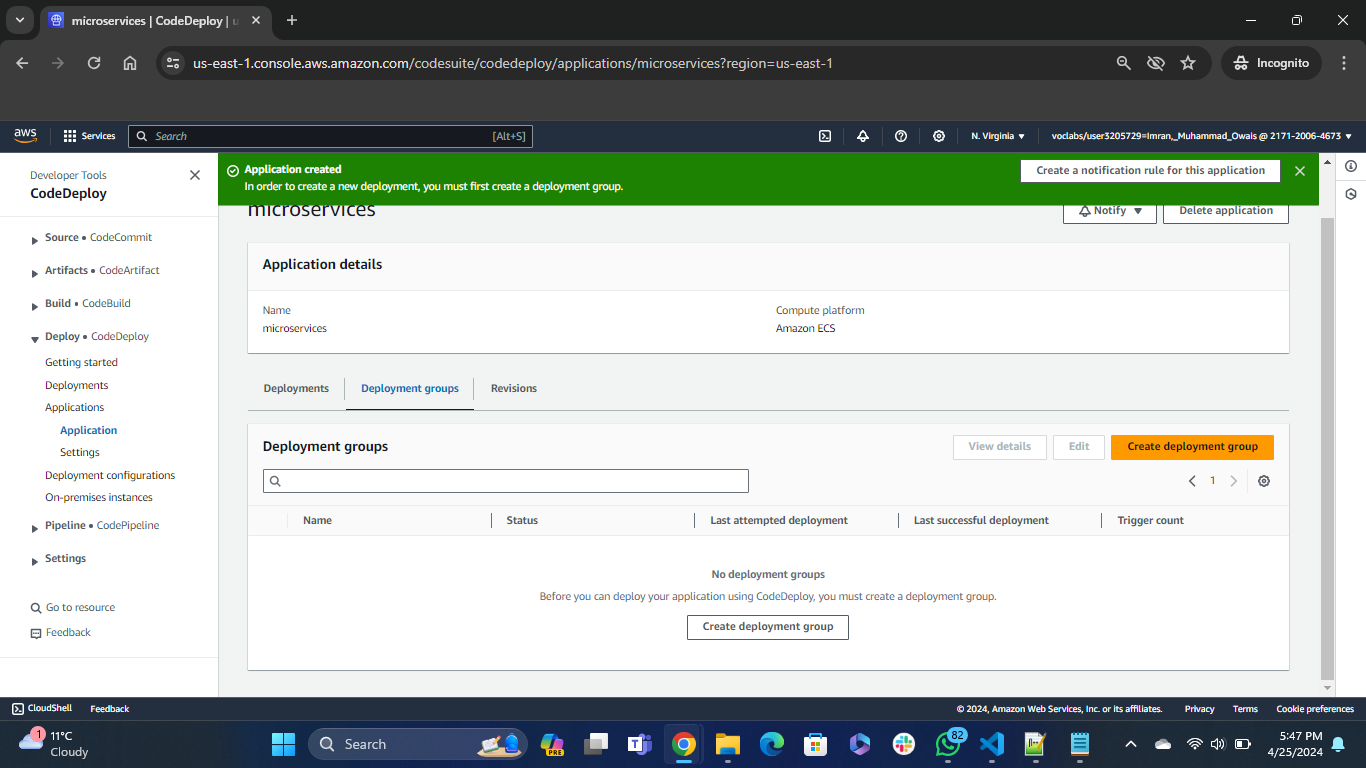 microservices | CodeDeploy | u
us-east-1.console.aws.amazon.com/codesuite/codedeploy/applications/microservices?region=us-east-1
Incognito
aws
Services
Search
[Alt+S]
N. Virginia
voclabs/user3205729=Imran,_Muhammad_Owais @ 2171-2006-4673
Developer Tools
CodeDeploy
Source • CodeCommit
Artifacts • CodeArtifact
Build • CodeBuild
Deploy • CodeDeploy
Getting started
Deployments
Applications
Application
Settings
Deployment configurations
On-premises instances
Pipeline • CodePipeline
Settings
Go to resource
Feedback
Application created
In order to create a new deployment, you must first create a deployment group.
Create a notification rule for this application
microservices
Notify
Delete application
Application details
Name
microservices
Compute platform
Amazon ECS
Deployments
Deployment groups
Revisions
Deployment groups
View details
Edit
Create deployment group
1
Name
Status
Last attempted deployment
Last successful deployment
Trigger count
No deployment groups
Before you can deploy your application using CodeDeploy, you must create a deployment group.
Create deployment group
CloudShell
Feedback
© 2024, Amazon Web Services, Inc. or its affiliates.
Privacy
Terms
Cookie preferences
1
11°C
Cloudy
Search
PRE
82
5:47 PM
4/25/2024